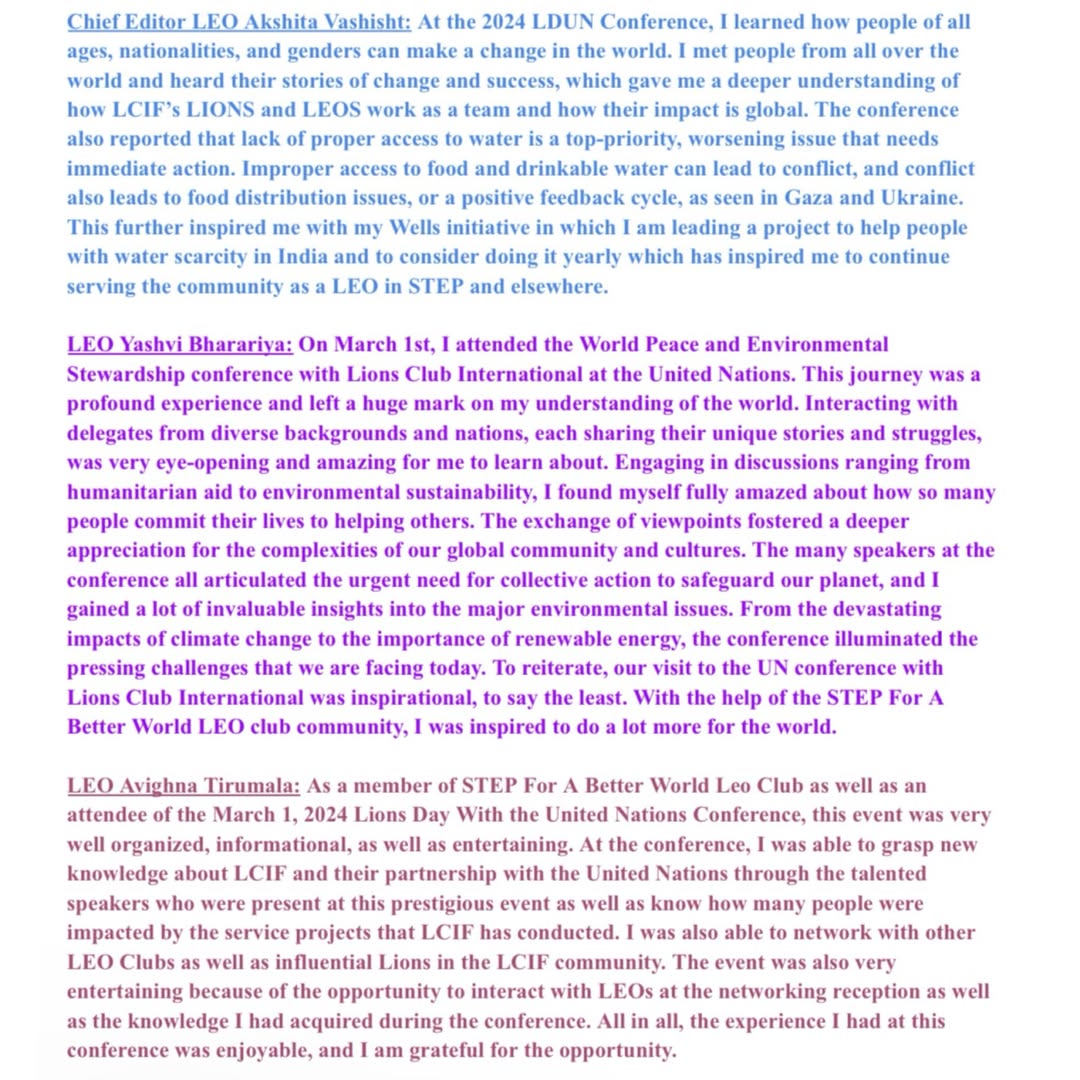 Chief Editor LEO Akshita Vashisht: At the 2024 LDUN Conference, I learned how people of all
ages, nationalities, and genders can make a change in the world. I met people from all over the
world and heard their stories of change and success, which gave me a deeper understanding of
how LCIF's LIONS and LEOS work as a team and how their impact is global. The conference
also reported that lack of proper access to water is a top-priority, worsening issue that needs
immediate action. Improper access to food and drinkable water can lead to conflict, and conflict
also leads to food distribution issues, or a positive feedback cycle, as seen in Gaza and Ukraine.
This further inspired me with my Wells initiative in which I am leading a project to help people
with water scarcity in India and to consider doing it yearly which has inspired me to continue
serving the community as a LEO in STEP and elsewhere.
LEO Yashvi Bharariya: On March 1st, I attended the World Peace and Environmental
Stewardship conference with Lions Club International at the United Nations. This journey was a
profound experience and left a huge mark on my understanding of the world. Interacting with
delegates from diverse backgrounds and nations, each sharing their unique stories and struggles,
was very eye-opening and amazing for me to learn about. Engaging in discussions ranging from
humanitarian aid to environmental sustainability, I found myself fully amazed about how so many
people commit their lives to helping others. The exchange of viewpoints fostered a deeper
appreciation for the complexities of our global community and cultures. The many speakers at the
conference all articulated the urgent need for collective action to safeguard our planet, and I
gained a lot of invaluable insights into the major environmental issues. From the devastating
impacts of climate change to the importance of renewable energy, the conference illuminated the
pressing challenges that we are facing today. To reiterate, our visit to the UN conference with
Lions Club International was inspirational, to say the least. With the help of the STEP For A
Better World LEO club community, I was inspired to do a lot more for the world.
LEO Avighna Tirumala: As a member of STEP For A Better World Leo Club as well as an
attendee of the March 1, 2024 Lions Day With the United Nations Conference, this event was very
well organized, informational, as well as entertaining. At the conference, I was able to grasp new
knowledge about LCIF and their partnership with the United Nations through the talented
speakers who were present at this prestigious event as well as know how many people were
impacted by the service projects that LCIF has conducted. I was also able to network with other
LEO Clubs as well as influential Lions in the LCIF community. The event was also very
entertaining because of the opportunity to interact with LEOs at the networking reception as well
as the knowledge I had acquired during the conference. All in all, the experience I had at this
conference was enjoyable, and I am grateful for the opportunity.